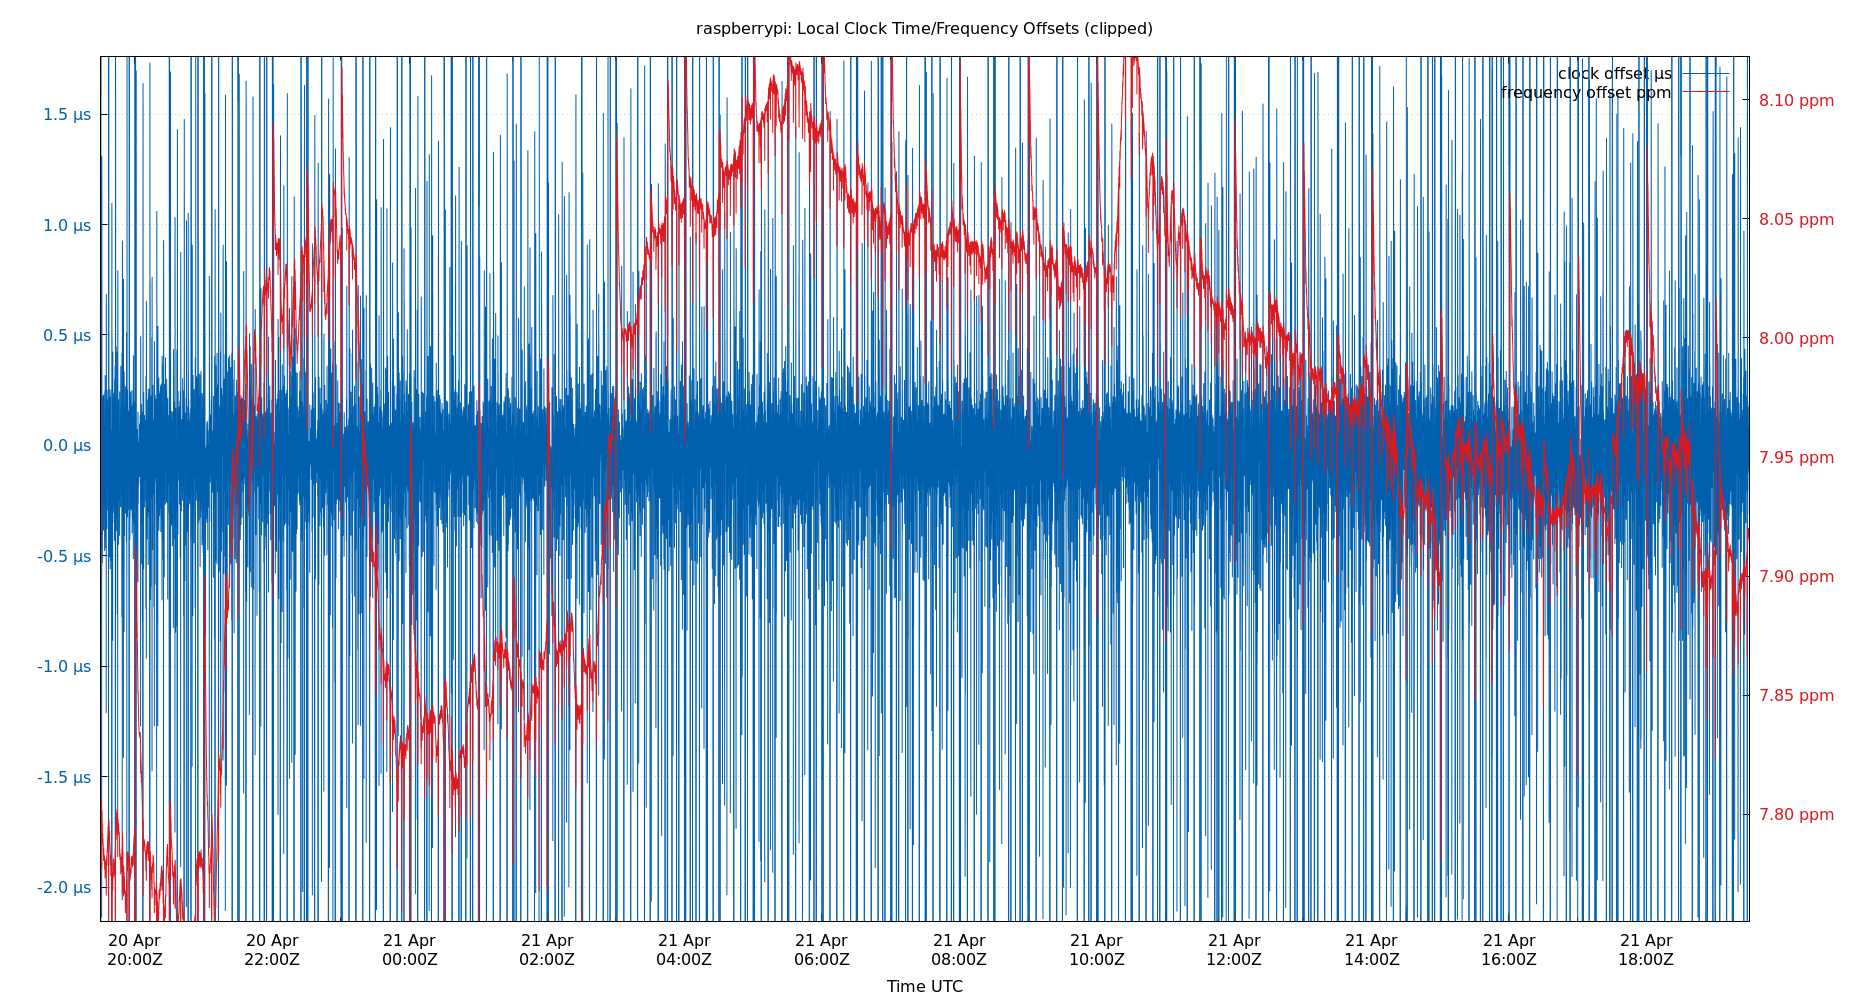 raspberrypi: Local Clock Time/Frequency Offsets (clipped)
clock offset µs
frequency offset ppm
1.5 µs
1.0 µs
0.5 µs
0.0 µs
-0.5 µs
-1.0 µs
-1.5 µs
-2.0 µs
8.10 ppm
8.05 ppm
8.00 ppm
7.95 ppm
7.90 ppm
7.85 ppm
7.80 ppm
20 Apr 20 Apr 21 Apr 21 Apr 21 Apr 21 Apr 21 Apr 21 Apr 21 Apr 21 Apr 21 Apr 21 Apr
20:00Z 22:00Z 00:00Z 02:00Z 04:00Z 06:00Z 08:00Z 10:00Z 12:00Z 14:00Z 16:00Z 18:00Z
Time UTC